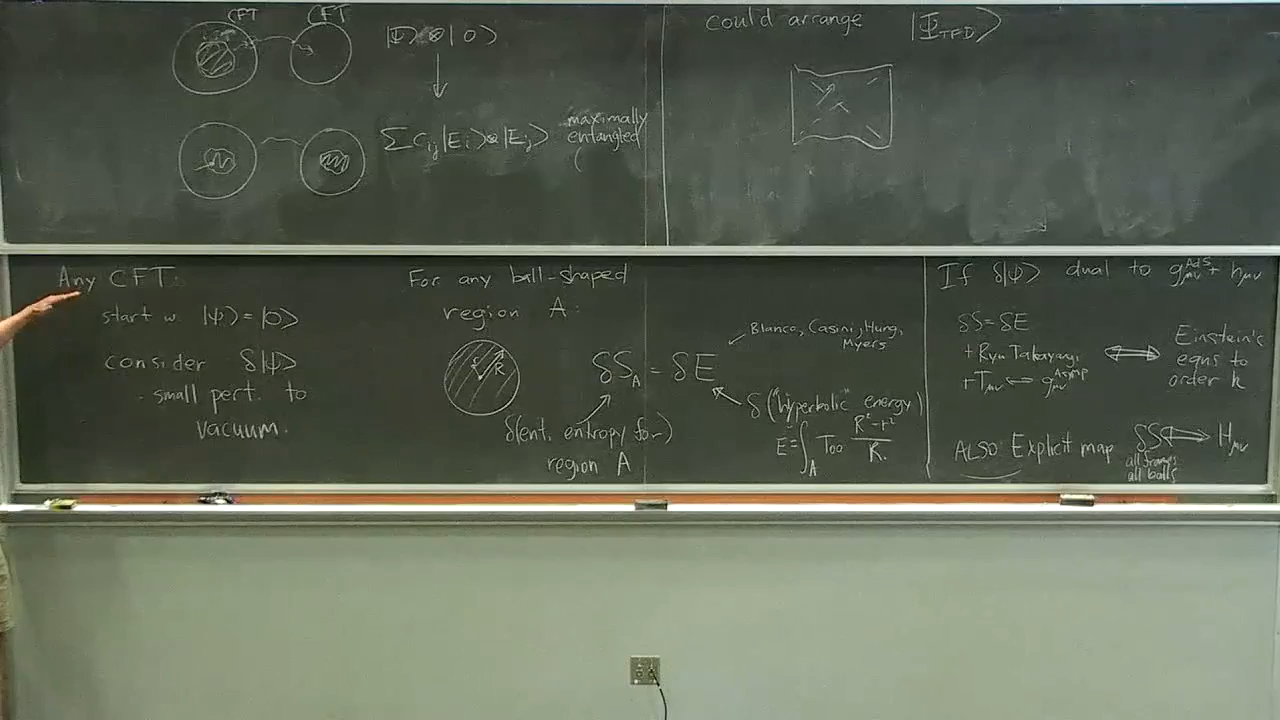 CFT CFT
|Ψ⟩⊗|0⟩
∑ C_ij |E_i⟩⊗|E_j⟩
maximally
entangled
could arrange |Ψ_TFD⟩
Any CFT:
start w. |Ψ⟩=|0⟩
consider δ|Ψ⟩
- small pert. to
vacuum.
For any ball-shaped
region A:
R
δS_A = δE
Blanco, Casini, Hung,
Myers
δ(ent. entropy for)
region A
δ("hyperbolic" energy)
E = ∫_A T_00 (R²-r²)/R.
If δ|Ψ⟩ dual to g_μν^AdS + h_μν
δS=δE
+Ryu Takayanagi
+T_μν ↔ g_μν^Asymp
⟺
Einstein's
eqns to
order h
ALSO Explicit map δS ⟺ H_μν
all frames
all balls